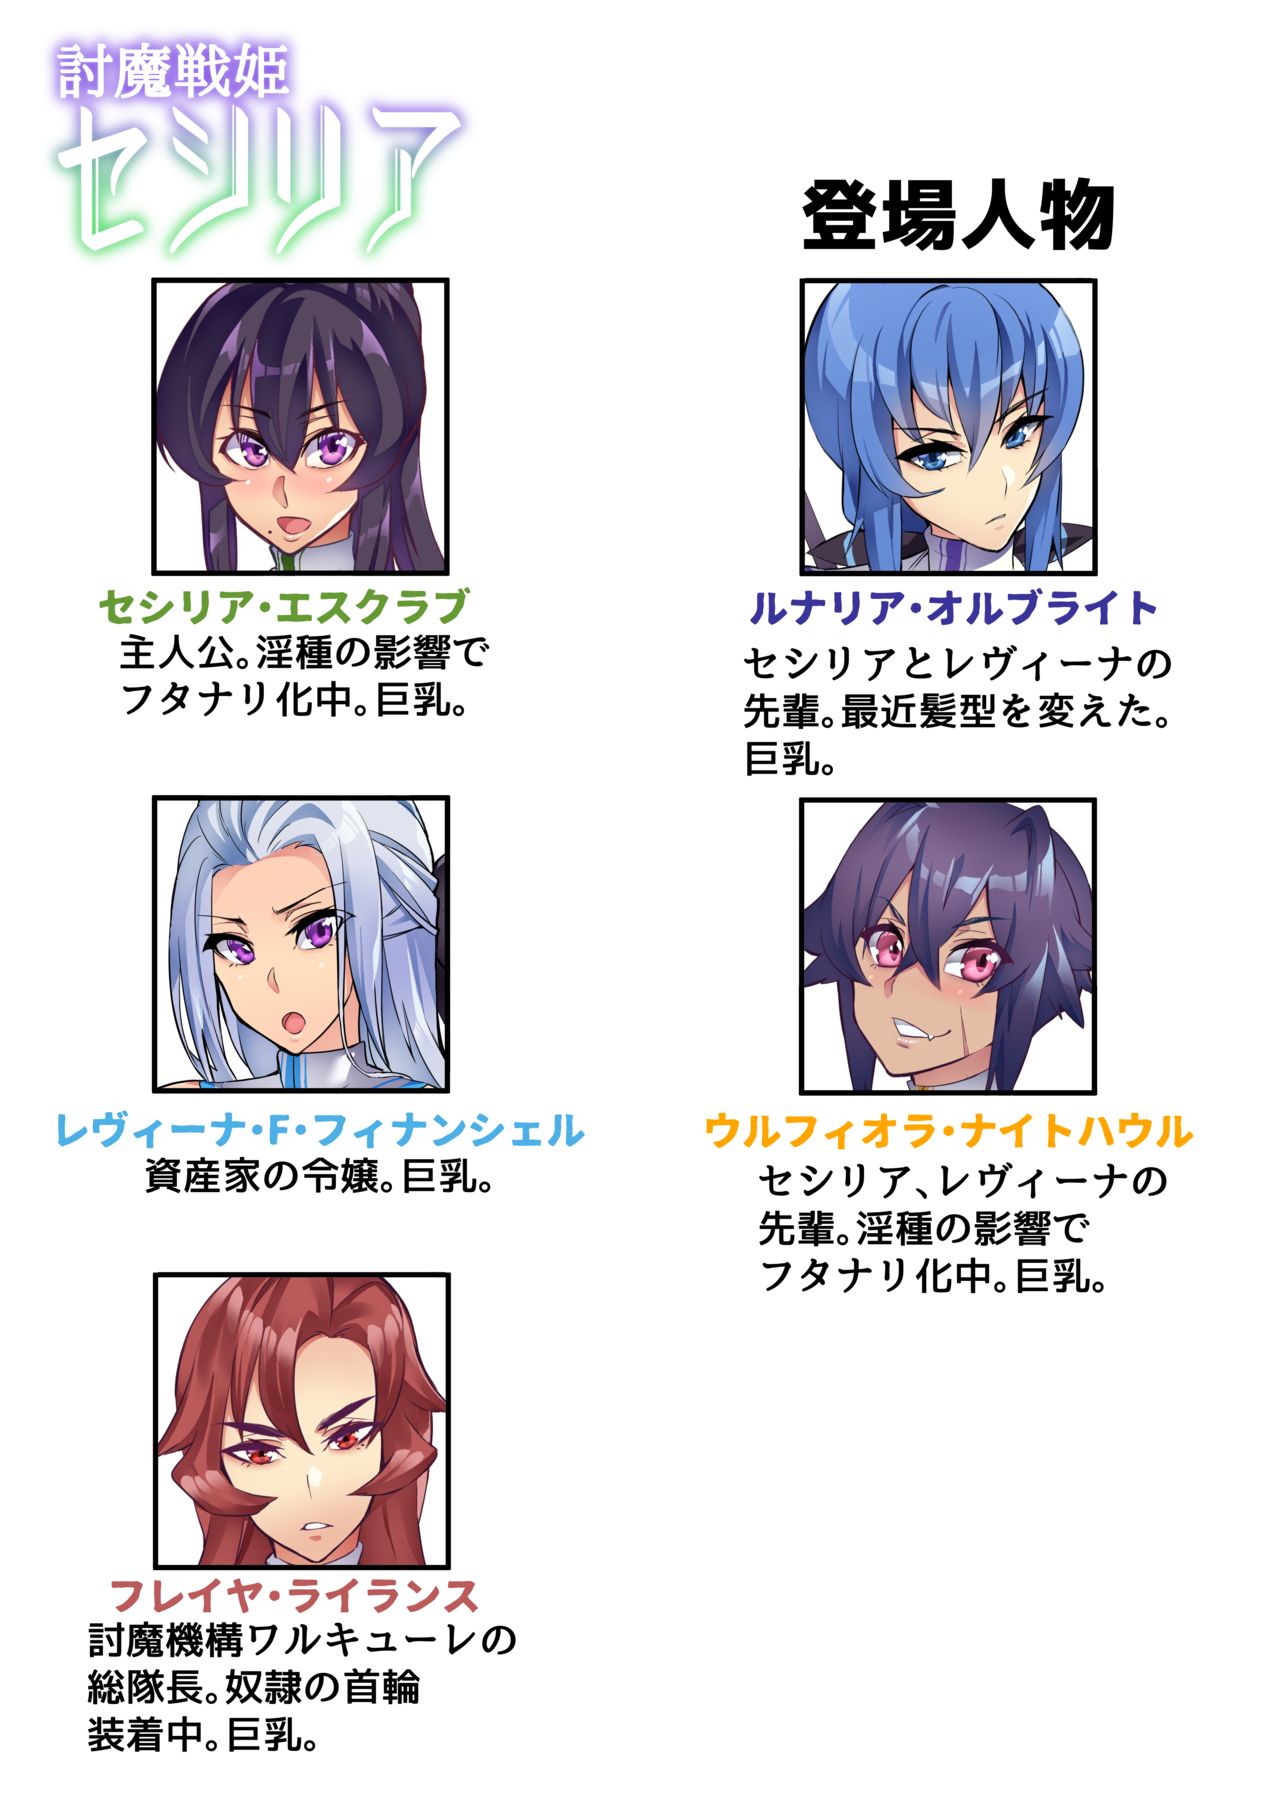 討魔戦姫
セシリア
登場人物
セシリア・エスクラブ
主人公。淫種の影響で
フタナリ化中。巨乳。
ルナリア・オルブライト
セシリアとレヴィーナの
先輩。最近髪型を変えた。
巨乳。
レヴィーナ・F・フィナンシェル
資産家の令嬢。巨乳。
ウルフィオラ・ナイトハウル
セシリア、レヴィーナの
先輩。淫種の影響で
フタナリ化中。巨乳。
フレイヤ・ライランス
討魔機構ワルキューレの
総隊長。奴隷の首輪
装着中。巨乳。